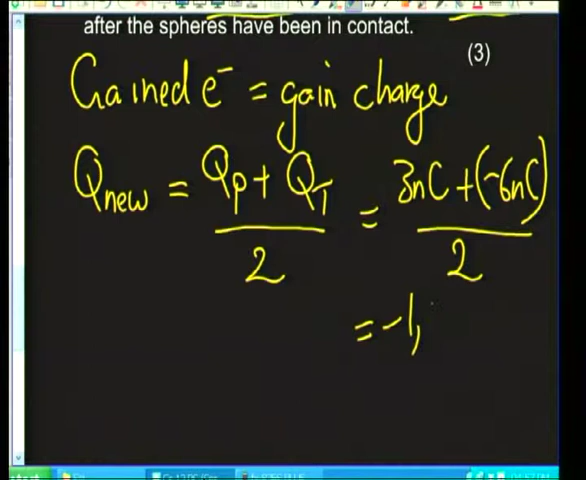 after the spheres have been in contact.
(3)
Gained e⁻ = gain charge
Qnew = QP + QT / 2 = 3nC + (-6nC) / 2
= -1,